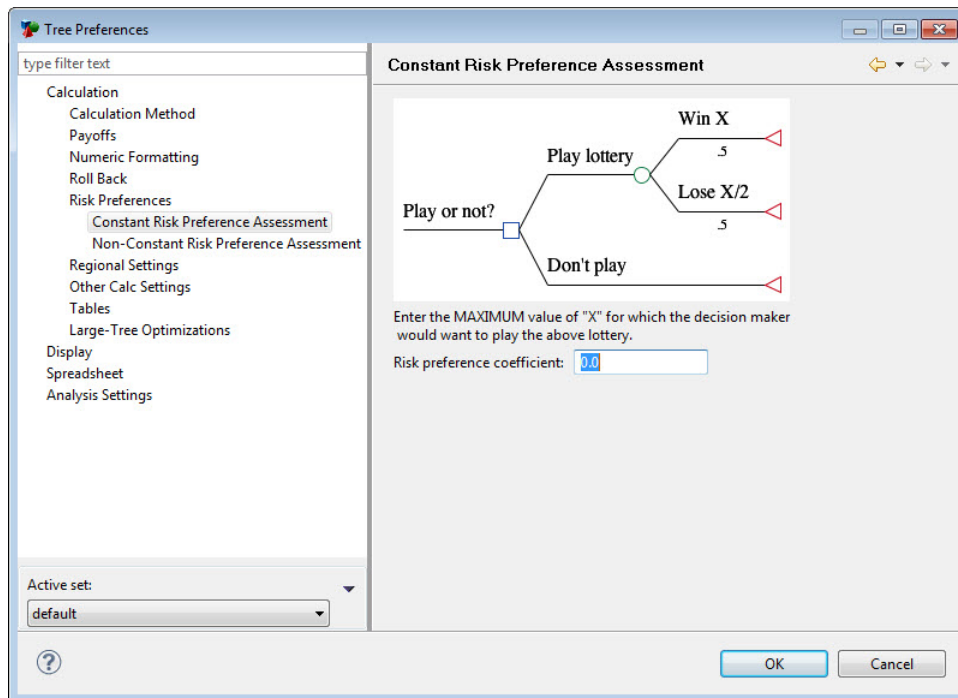 Tree Preferences
type filter text
Calculation
Calculation Method
Payoffs
Numeric Formatting
Roll Back
Risk Preferences
Constant Risk Preference Assessment
Non-Constant Risk Preference Assessment
Regional Settings
Other Calc Settings
Tables
Large-Tree Optimizations
Display
Spreadsheet
Analysis Settings
Active set:
default
Constant Risk Preference Assessment
Win X
.5
Play lottery
Lose X/2
.5
Play or not?
Don't play
Enter the MAXIMUM value of "X" for which the decision maker
would want to play the above lottery.
Risk preference coefficient: 0.0
?
OK
Cancel